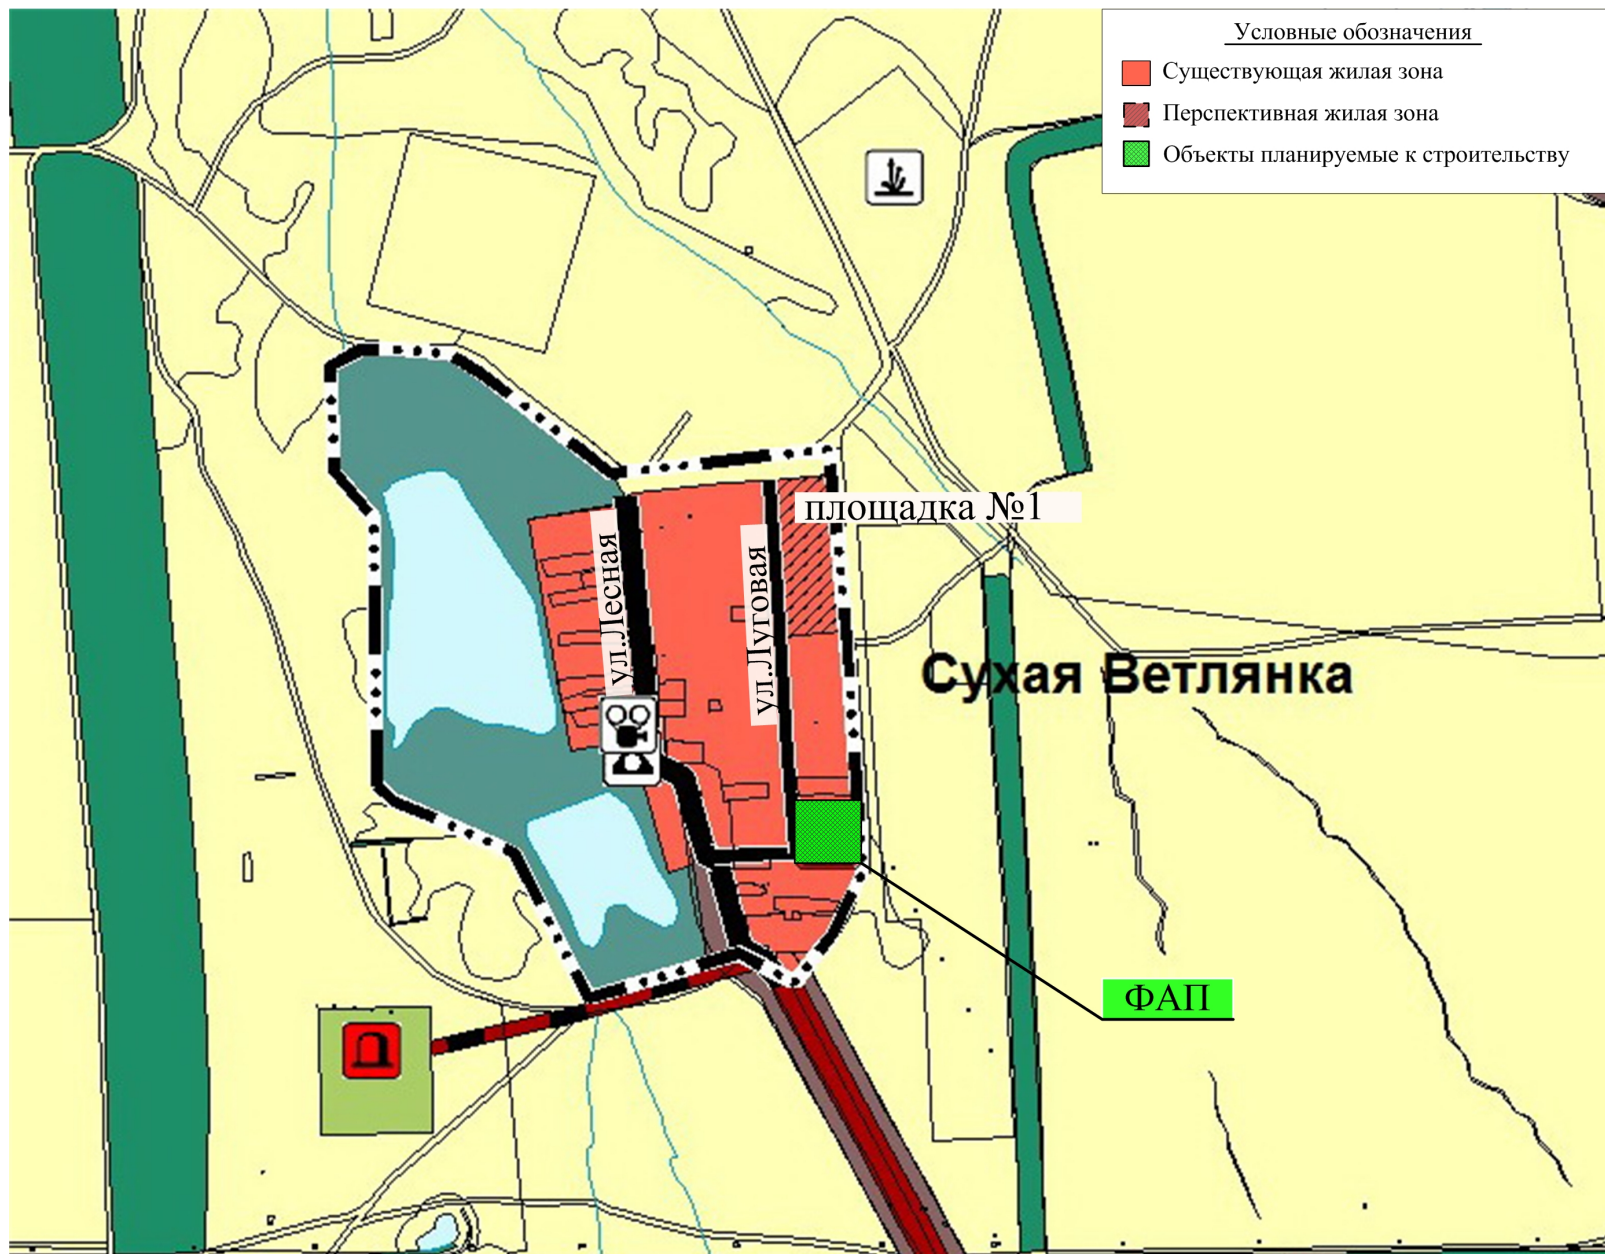 Условные обозначения
Существующая жилая зона
Перспективная жилая зона
Объекты планируемые к строительству
площадка №1
ул.Лесная
ул.Луговая
Сухая Ветлянка
ФАП